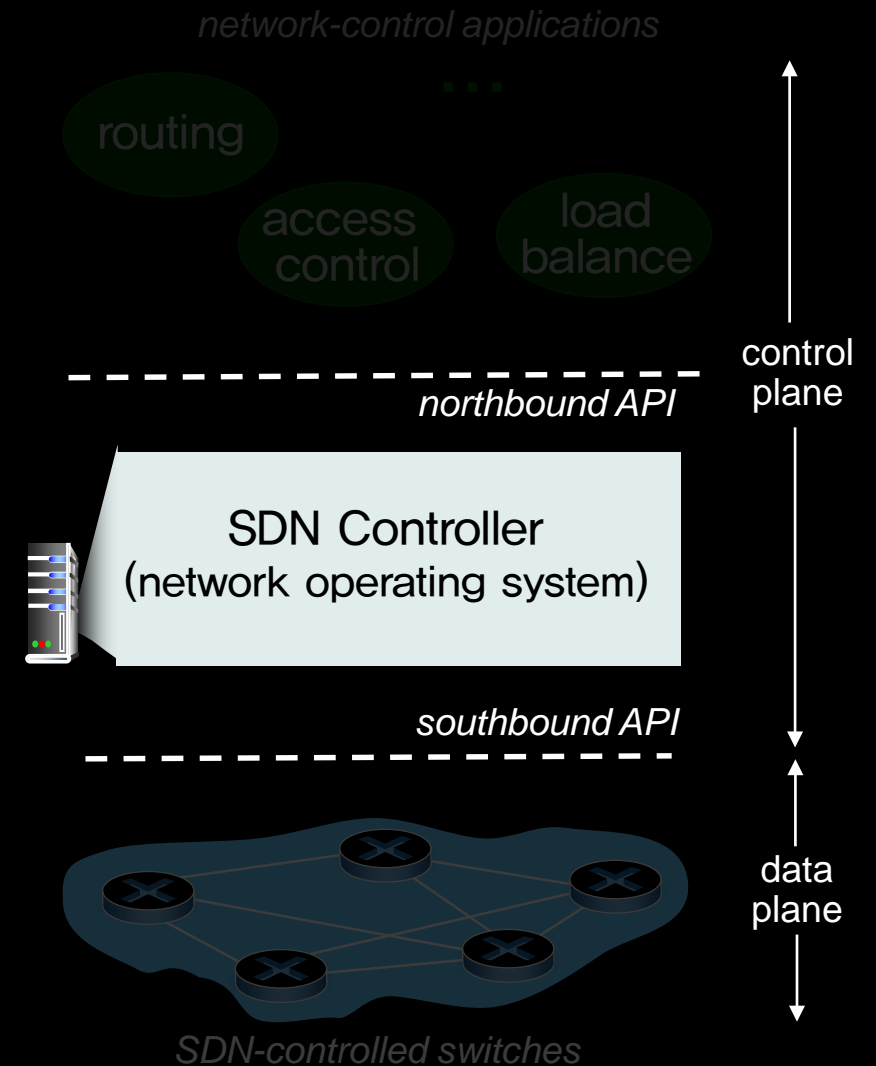 network-control applications
...
routing
access
control
load
balance
control
plane
northbound API
SDN Controller
(network operating system)
southbound API
data
plane
SDN-controlled switches